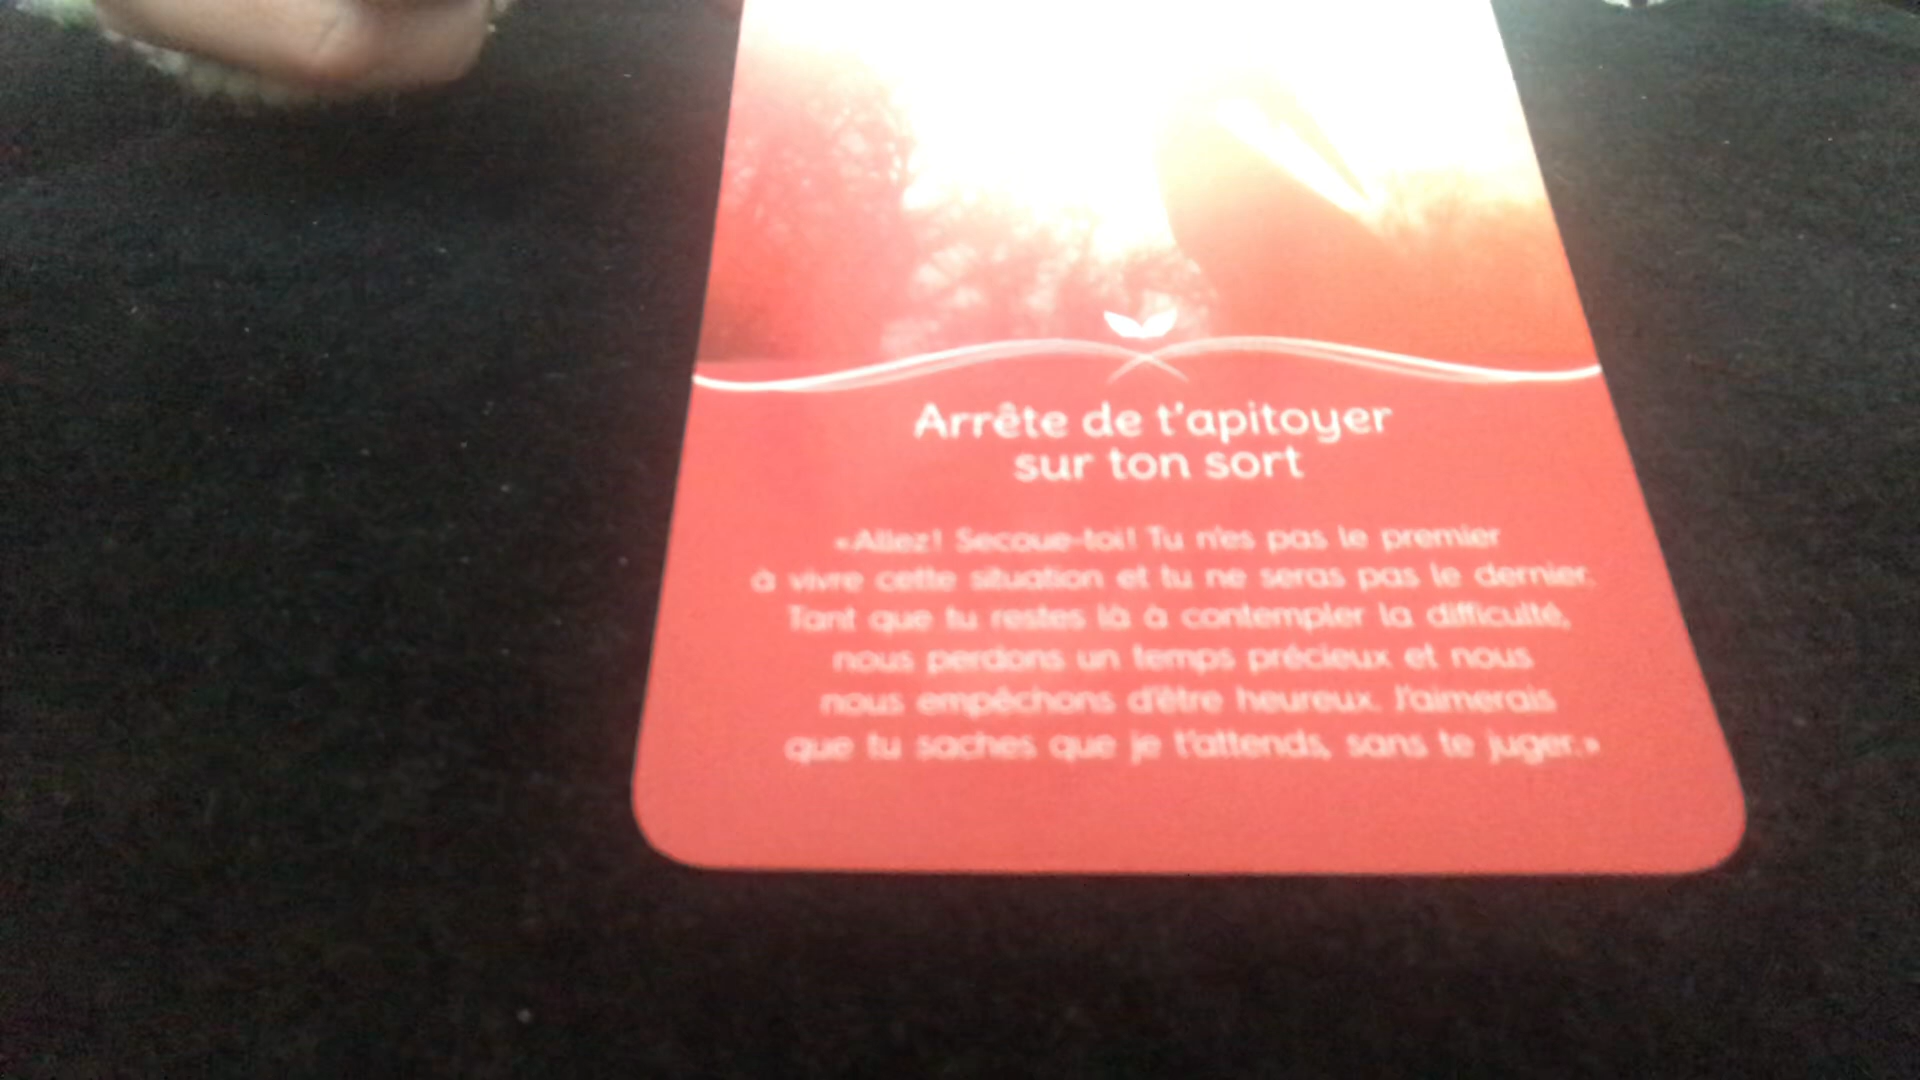 Arrête de t'apitoyer
sur ton sort
«Allez! Secoue-toi! Tu n'es pas le premier
à vivre cette situation et tu ne seras pas le dernier.
Tant que tu restes là à contempler la difficulté,
nous perdons un temps précieux et nous
nous empêchons d'être heureux. J'aimerais
que tu saches que je t'attends, sans te juger.»